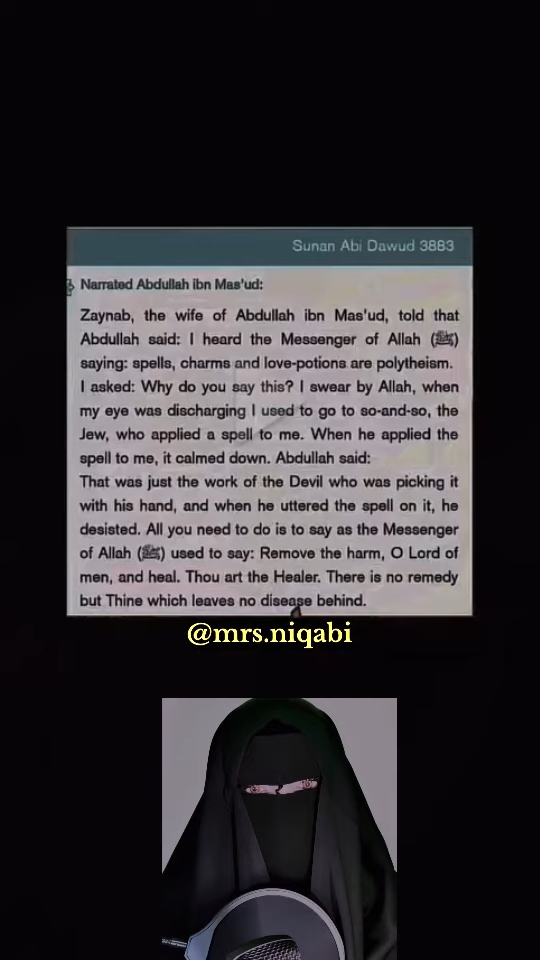 Sunan Abi Dawud 3883
Narrated Abdullah ibn Mas'ud:
Zaynab, the wife of Abdullah ibn Mas'ud, told that
Abdullah said: I heard the Messenger of Allah (ﷺ)
saying: spells, charms and love-potions are polytheism.
I asked: Why do you say this? I swear by Allah, when
my eye was discharging I used to go to so-and-so, the
Jew, who applied a spell to me. When he applied the
spell to me, it calmed down. Abdullah said:
That was just the work of the Devil who was picking it
with his hand, and when he uttered the spell on it, he
desisted. All you need to do is to say as the Messenger
of Allah (ﷺ) used to say: Remove the harm, O Lord of
men, and heal. Thou art the Healer. There is no remedy
but Thine which leaves no disease behind.
@mrs.niqabi